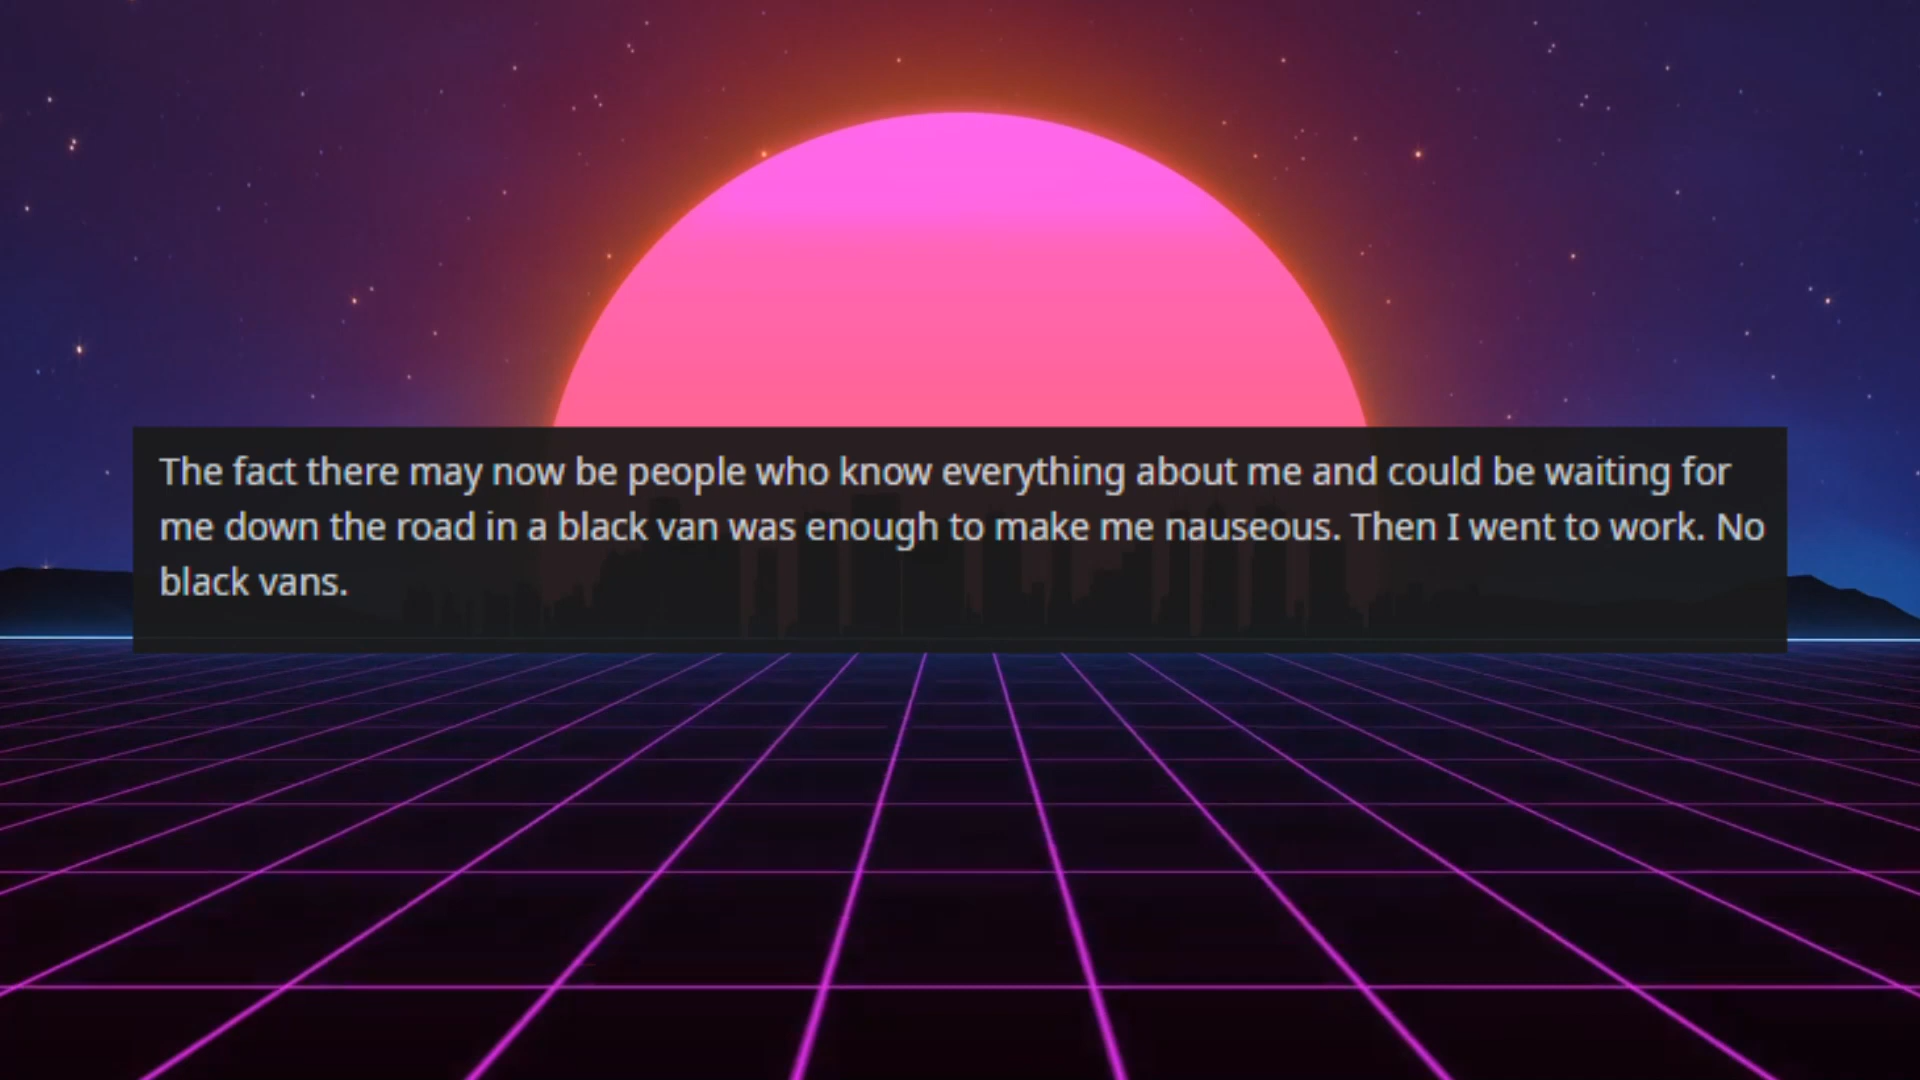 The fact there may now be people who know everything about me and could be waiting for
me down the road in a black van was enough to make me nauseous. Then I went to work. No
black vans.